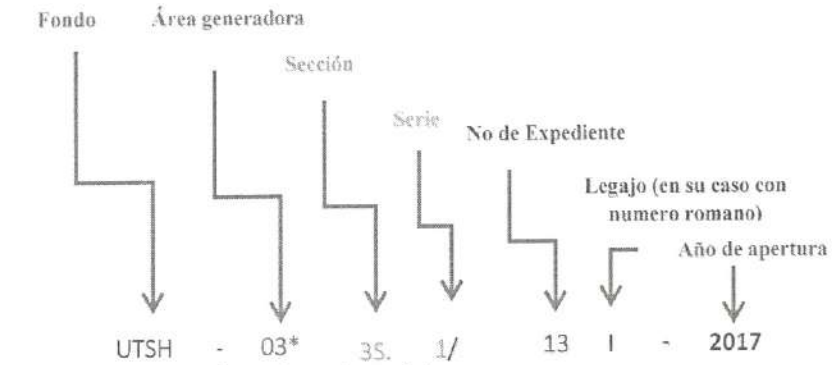 Fondo
Área generadora
Sección
Serie
No de Expediente
Legajo (en su caso con
numero romano)
Año de apertura
UTSH - 03* 3S. 1/ 13 I - 2017